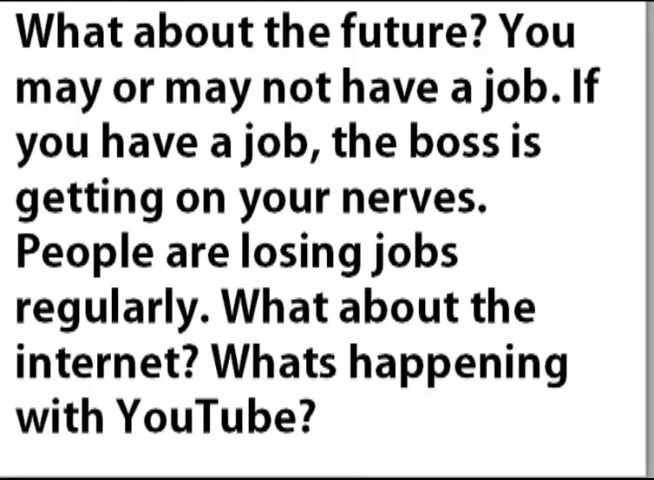 What about the future? You
may or may not have a job. If
you have a job, the boss is
getting on your nerves.
People are losing jobs
regularly. What about the
internet? Whats happening
with YouTube?